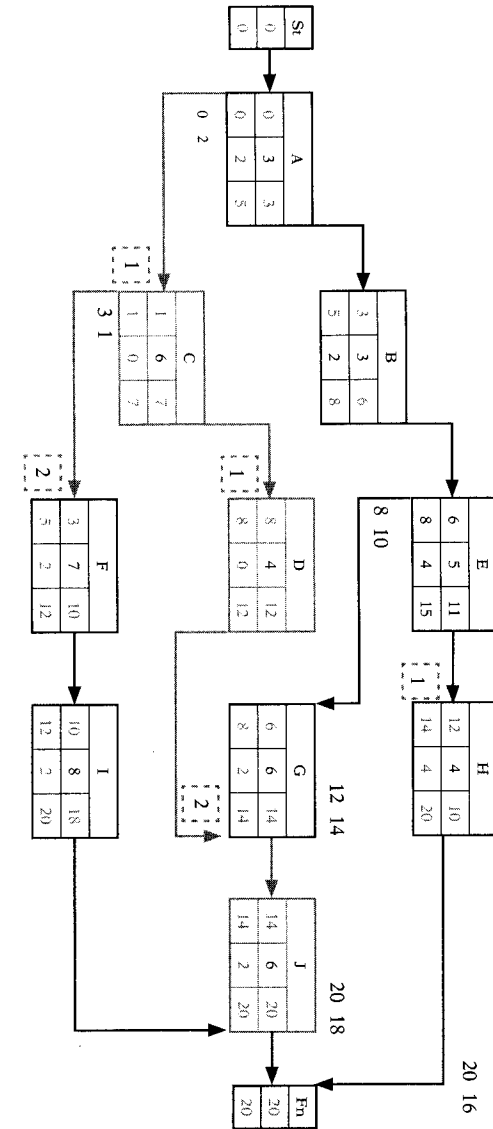 St
0
0
A
0 3 3
0 2 5
0 2
B
3 3 6
5 2 8
1
C
1 6 7
1 0 7
3 1
E
6 5 11
8 4 15
8 10
1
D
8 4 12
8 0 12
2
F
3 7 10
5 2 12
1
H
12 4 10
14 4 20
12 14
G
6 6 14
8 2 14
2
I
10 8 18
12 2 20
20 18
J
14 6 20
14 2 20
20 16
Fn
20
20